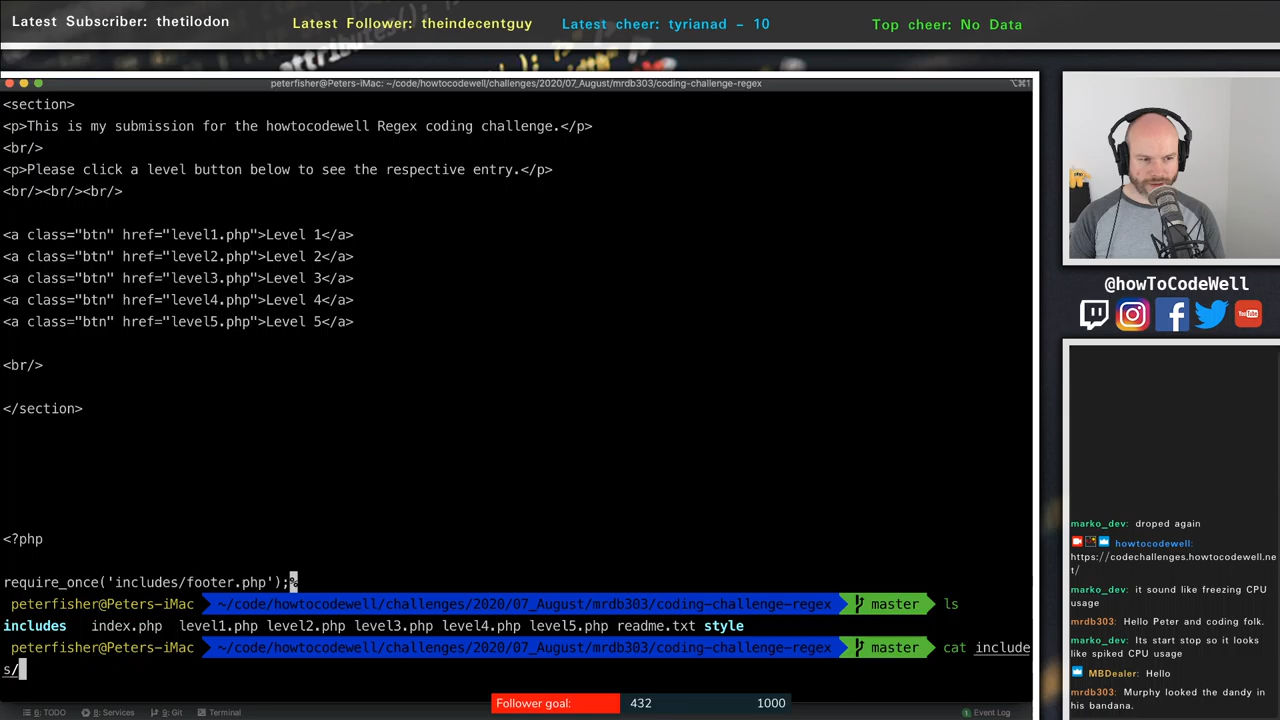 Latest Subscriber: thetilodon
Latest Follower: theindecentguy
Latest cheer: tyrianad - 10
Top cheer: No Data
peterfisher@Peters-iMac: ~/code/howtocodewell/challenges/2020/07_August/mrdb303/coding-challenge-regex
⌥⌘1
<section>
<p>This is my submission for the howtocodewell Regex coding challenge.</p>
<br/>
<p>Please click a level button below to see the respective entry.</p>
<br/><br/><br/>
<a class="btn" href="level1.php">Level 1</a>
<a class="btn" href="level2.php">Level 2</a>
<a class="btn" href="level3.php">Level 3</a>
<a class="btn" href="level4.php">Level 4</a>
<a class="btn" href="level5.php">Level 5</a>
<br/>
</section>
<?php
require_once('includes/footer.php');%
peterfisher@Peters-iMac ~/code/howtocodewell/challenges/2020/07_August/mrdb303/coding-challenge-regex master ls
includes index.php level1.php level2.php level3.php level4.php level5.php readme.txt style
peterfisher@Peters-iMac ~/code/howtocodewell/challenges/2020/07_August/mrdb303/coding-challenge-regex master cat include
s/
6: TODO 8: Services 9: Git Terminal
1 Event Log
Follower goal: 432 1000
@howToCodeWell
You Tube
marko_dev: droped again
howtocodewell:
https://codechallenges.howtocodewell.ne
t/
marko_dev: it sound like freezing CPU
usage
mrdb303: Hello Peter and coding folk.
marko_dev: Its start stop so it looks
like spiked CPU usage
MBDealer: Hello
mrdb303: Murphy looked the dandy in
his bandana.
attributes();